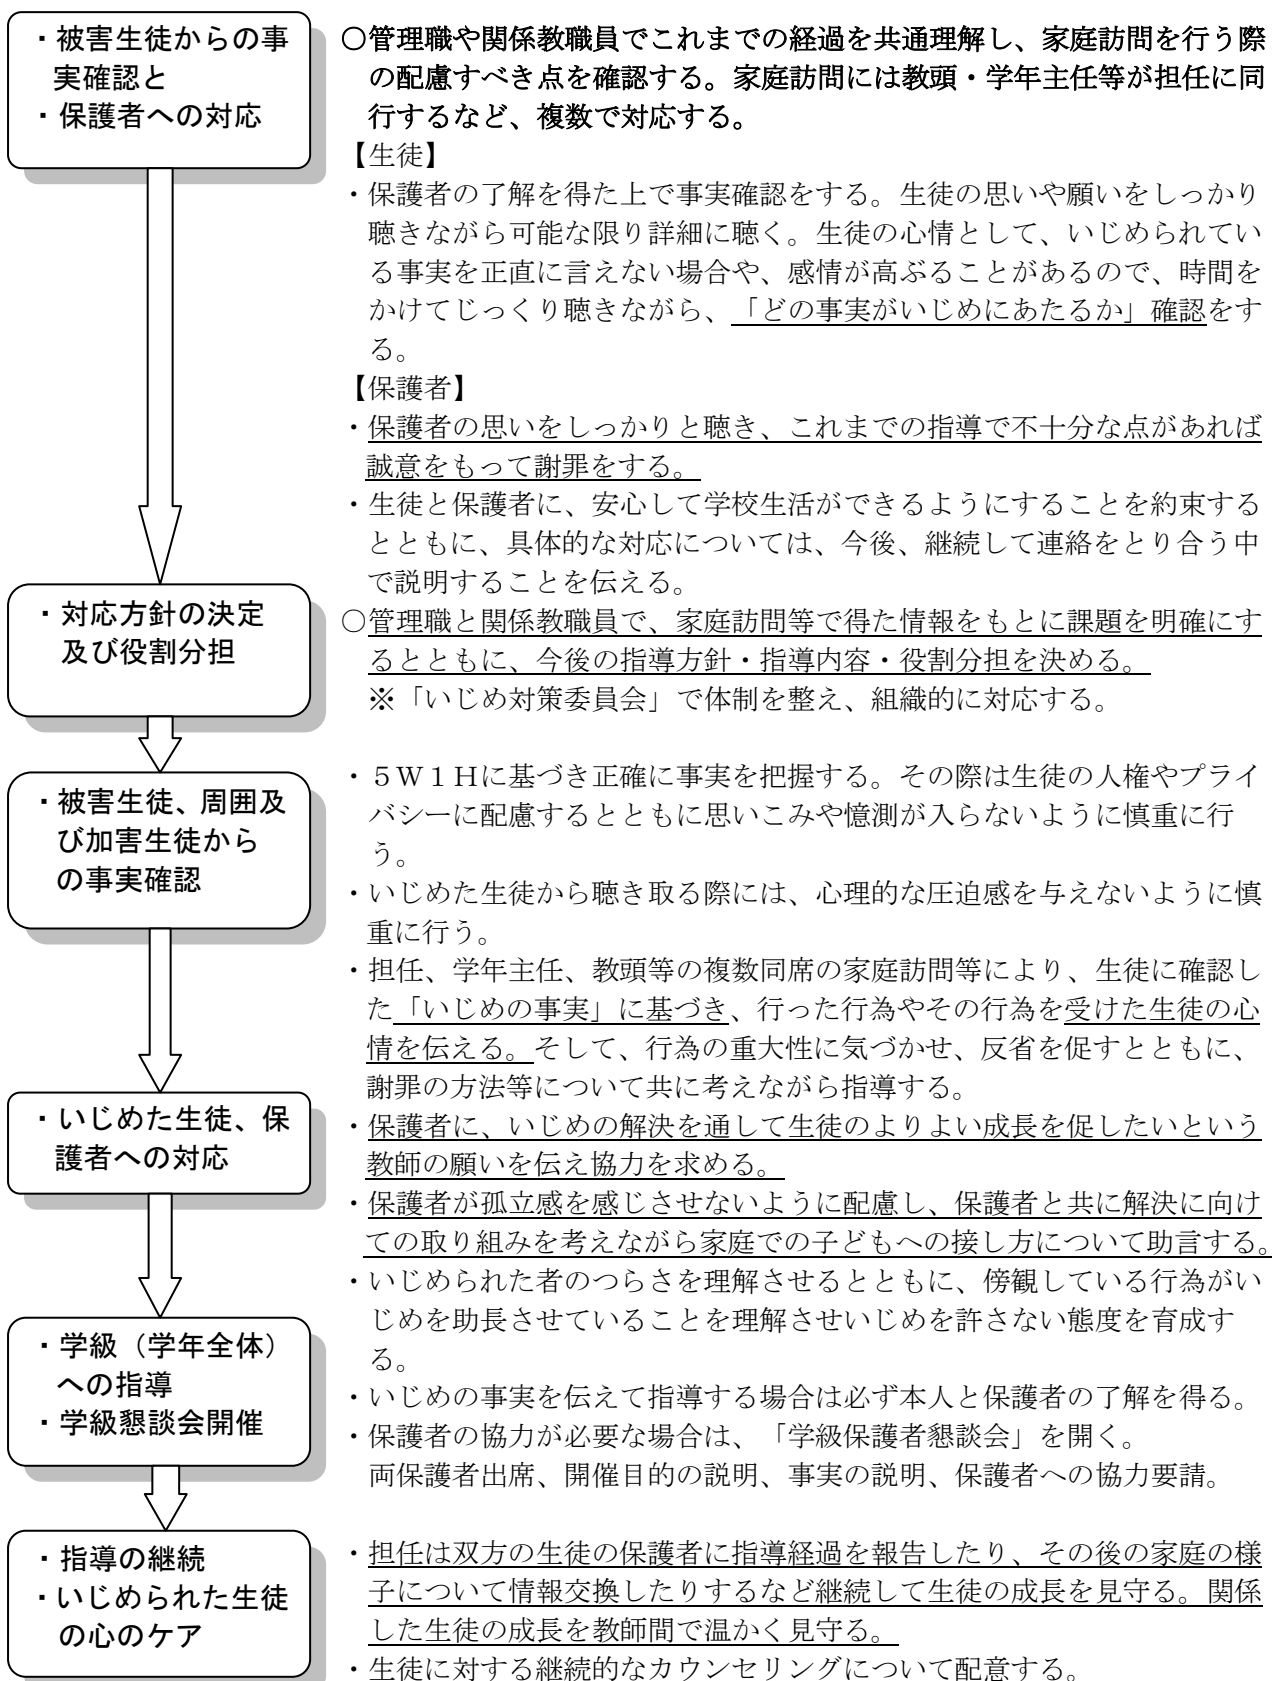 ・被害生徒からの事
実確認と
・保護者への対応
○管理職や関係教職員でこれまでの経過を共通理解し、家庭訪問を行う際
の配慮すべき点を確認する。家庭訪問には教頭・学年主任等が担任に同
行するなど、複数で対応する。
【生徒】
・保護者の了解を得た上で事実確認をする。生徒の思いや願いをしっかり
聴きながら可能な限り詳細に聴く。生徒の心情として、いじめられてい
る事実を正直に言えない場合や、感情が高ぶることがあるので、時間を
かけてじっくり聴きながら、「どの事実がいじめにあたるか」確認をす
る。
【保護者】
・保護者の思いをしっかりと聴き、これまでの指導で不十分な点があれば
誠意をもって謝罪をする。
・生徒と保護者に、安心して学校生活ができるようにすることを約束する
とともに、具体的な対応については、今後、継続して連絡をとり合う中
で説明することを伝える。
・対応方針の決定
及び役割分担
○管理職と関係教職員で、家庭訪問等で得た情報をもとに課題を明確にす
るとともに、今後の指導方針・指導内容・役割分担を決める。
※「いじめ対策委員会」で体制を整え、組織的に対応する。
・被害生徒、周囲及
び加害生徒から
の事実確認
・５Ｗ１Ｈに基づき正確に事実を把握する。その際は生徒の人権やプライ
バシーに配慮するとともに思いこみや憶測が入らないように慎重に行
う。
・いじめた生徒から聴き取る際には、心理的な圧迫感を与えないように慎
重に行う。
・担任、学年主任、教頭等の複数同席の家庭訪問等により、生徒に確認し
た「いじめの事実」に基づき、行った行為やその行為を受けた生徒の心
情を伝える。そして、行為の重大性に気づかせ、反省を促すとともに、
謝罪の方法等について共に考えながら指導する。
・いじめた生徒、保
護者への対応
・保護者に、いじめの解決を通して生徒のよりよい成長を促したいという
教師の願いを伝え協力を求める。
・保護者が孤立感を感じさせないように配慮し、保護者と共に解決に向け
ての取り組みを考えながら家庭での子どもへの接し方について助言する。
・いじめられた者のつらさを理解させるとともに、傍観している行為がい
じめを助長させていることを理解させいじめを許さない態度を育成す
る。
・学級（学年全体）
への指導
・学級懇談会開催
・いじめの事実を伝えて指導する場合は必ず本人と保護者の了解を得る。
・保護者の協力が必要な場合は、「学級保護者懇談会」を開く。
両保護者出席、開催目的の説明、事実の説明、保護者への協力要請。
・指導の継続
・いじめられた生徒
の心のケア
・担任は双方の生徒の保護者に指導経過を報告したり、その後の家庭の様
子について情報交換したりするなど継続して生徒の成長を見守る。関係
した生徒の成長を教師間で温かく見守る。
・生徒に対する継続的なカウンセリングについて配意する。